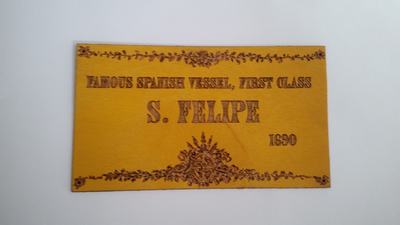 FAMOUS SPANISH VESSEL, FIRST CLASS
S. FELIPE
1690